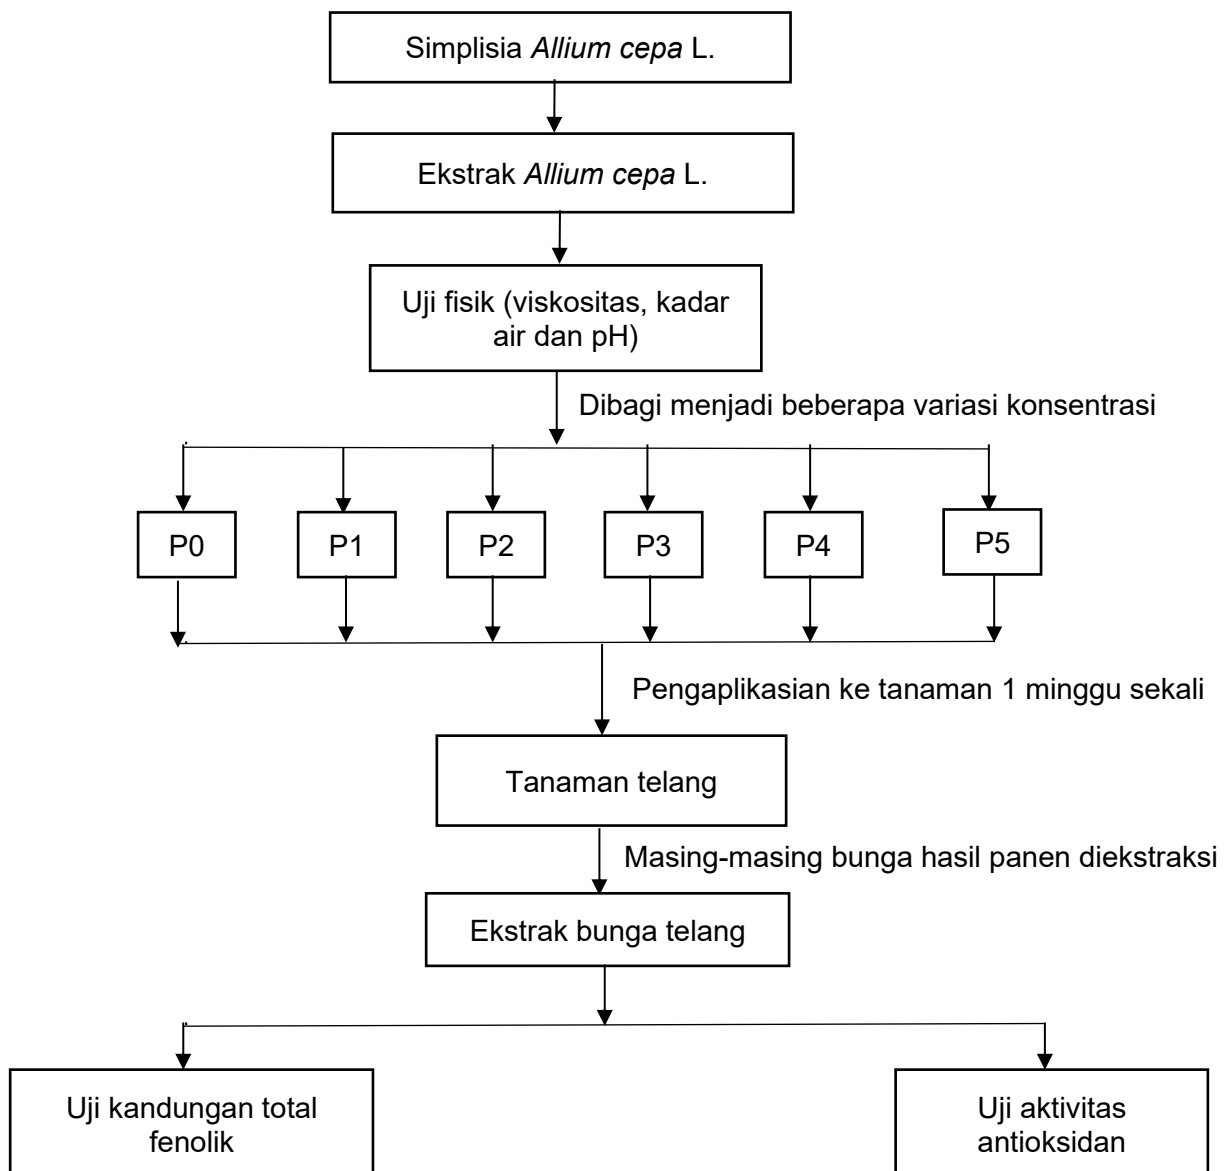 Simplisia Allium cepa L.
Ekstrak Allium cepa L.
Uji fisik (viskositas, kadar
air dan pH)
Dibagi menjadi beberapa variasi konsentrasi
P0
P1
P2
P3
P4
P5
Pengaplikasian ke tanaman 1 minggu sekali
Tanaman telang
Masing-masing bunga hasil panen diekstraksi
Ekstrak bunga telang
Uji kandungan total
fenolik
Uji aktivitas
antioksidan